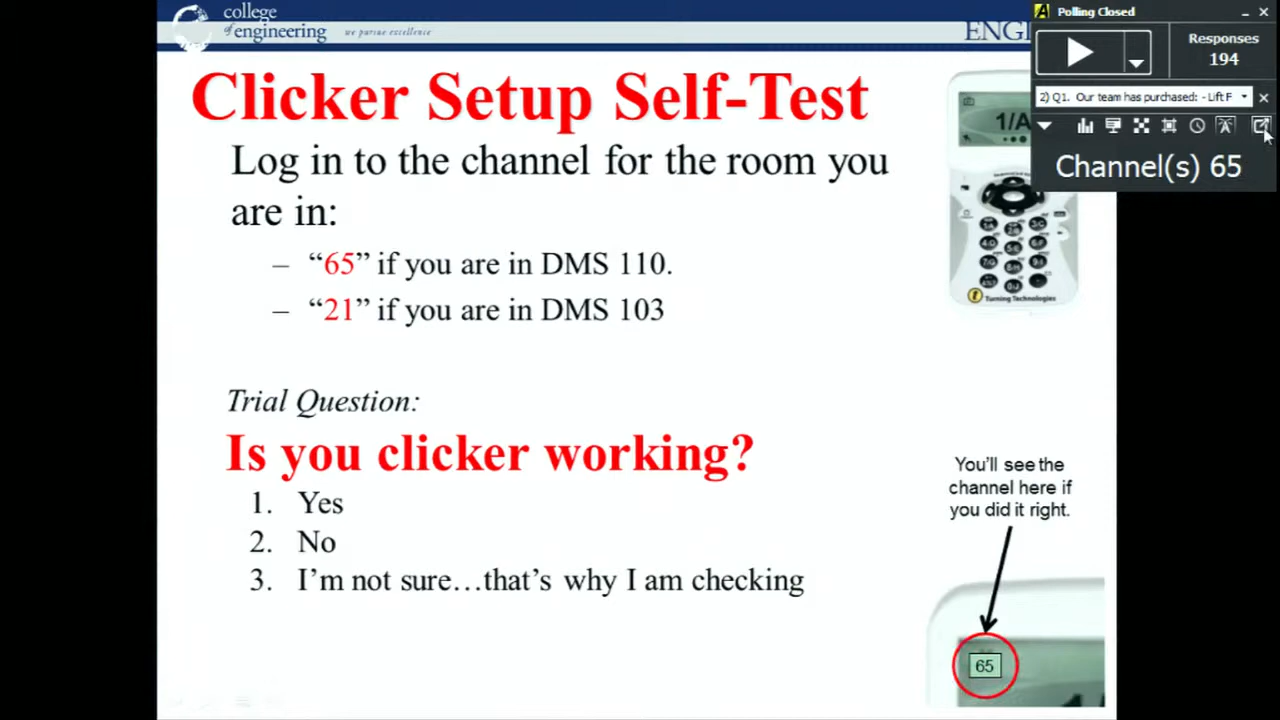 college
of engineering
we pursue excellence
ENGI
Polling Closed
Responses
194
2) Q1. Our team has purchased: - Lift F
Channel(s) 65
Clicker Setup Self-Test
1/A
Log in to the channel for the room you
are in:
– “65” if you are in DMS 110.
– “21” if you are in DMS 103
Turning Technologies
Trial Question:
Is you clicker working?
1. Yes
2. No
3. I’m not sure…that’s why I am checking
You’ll see the
channel here if
you did it right.
65